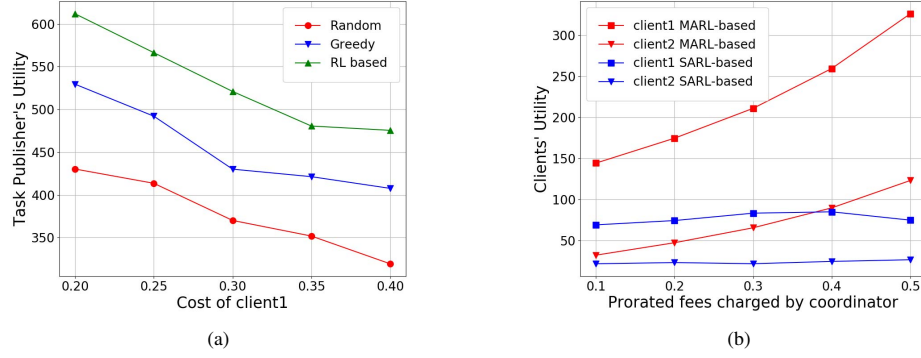 600
550
500
450
400
350
Task Publisher's Utility
Random
Greedy
RL based
0.20 0.25 0.30 0.35 0.40
Cost of client1
(a)
300
250
200
150
100
50
Clients' Utility
client1 MARL-based
client2 MARL-based
client1 SARL-based
client2 SARL-based
0.1 0.2 0.3 0.4 0.5
Prorated fees charged by coordinator
(b)